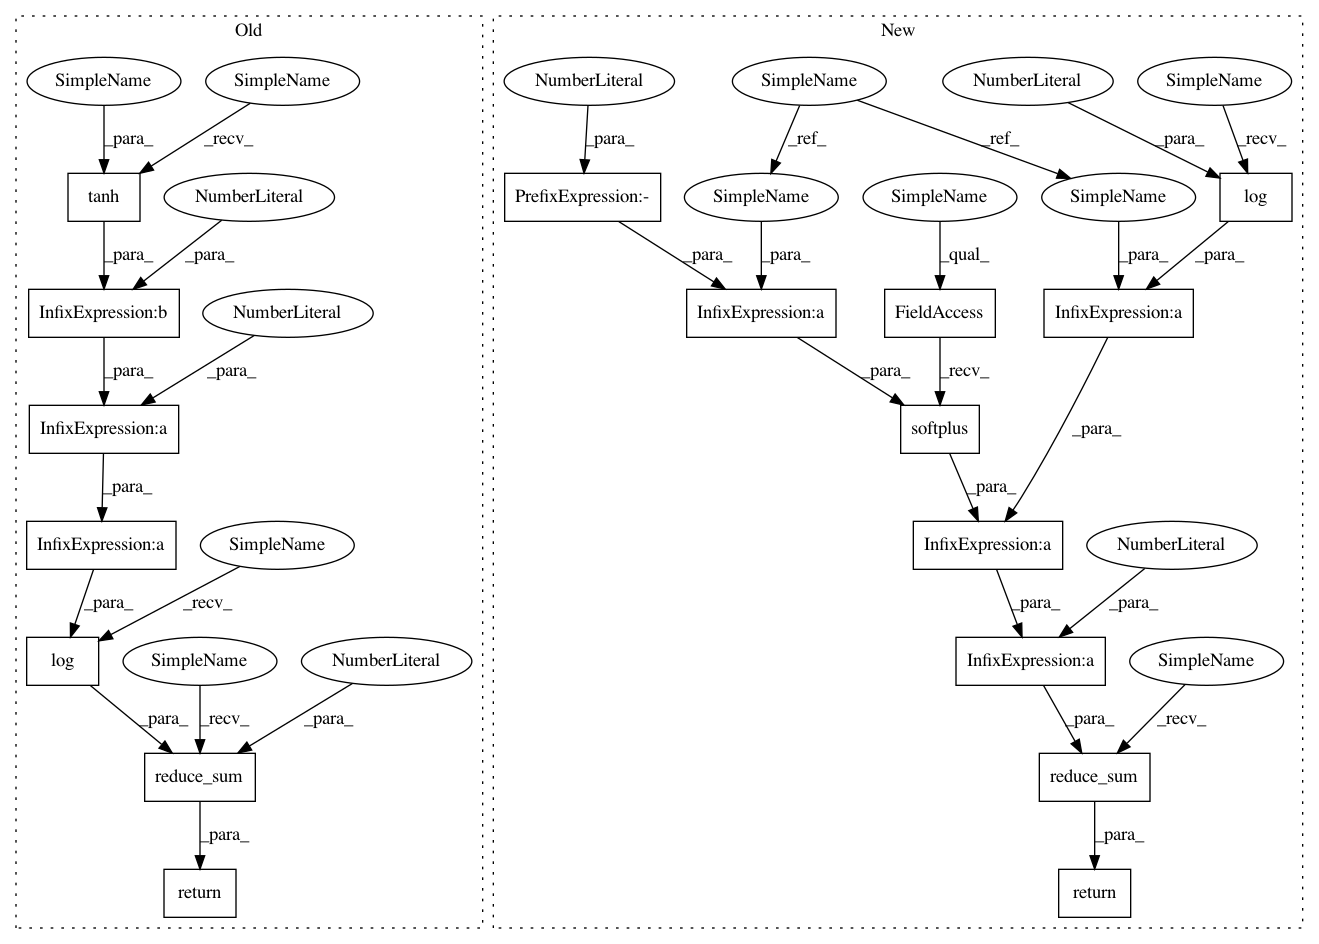 Old
New
SimpleName
SimpleName
NumberLiteral
SimpleName
NumberLiteral
SimpleName
_para_
_recv_
_para_
_ref_
_ref_
_para_
_recv_
tanh
NumberLiteral
PrefixExpression:-
SimpleName
SimpleName
SimpleName
log
_para_
_para_
_para_
_para_
_qual_
_para_
_para_
InfixExpression:b
NumberLiteral
InfixExpression:a
FieldAccess
InfixExpression:a
_para_
_para_
_para_
_recv_
InfixExpression:a
softplus
_para_
_para_
_para_
InfixExpression:a
SimpleName
InfixExpression:a
NumberLiteral
_para_
_recv_
_para_
_para_
log
SimpleName
NumberLiteral
InfixExpression:a
SimpleName
_para_
_recv_
_para_
_para_
_recv_
reduce_sum
reduce_sum
_para_
_para_
return
return